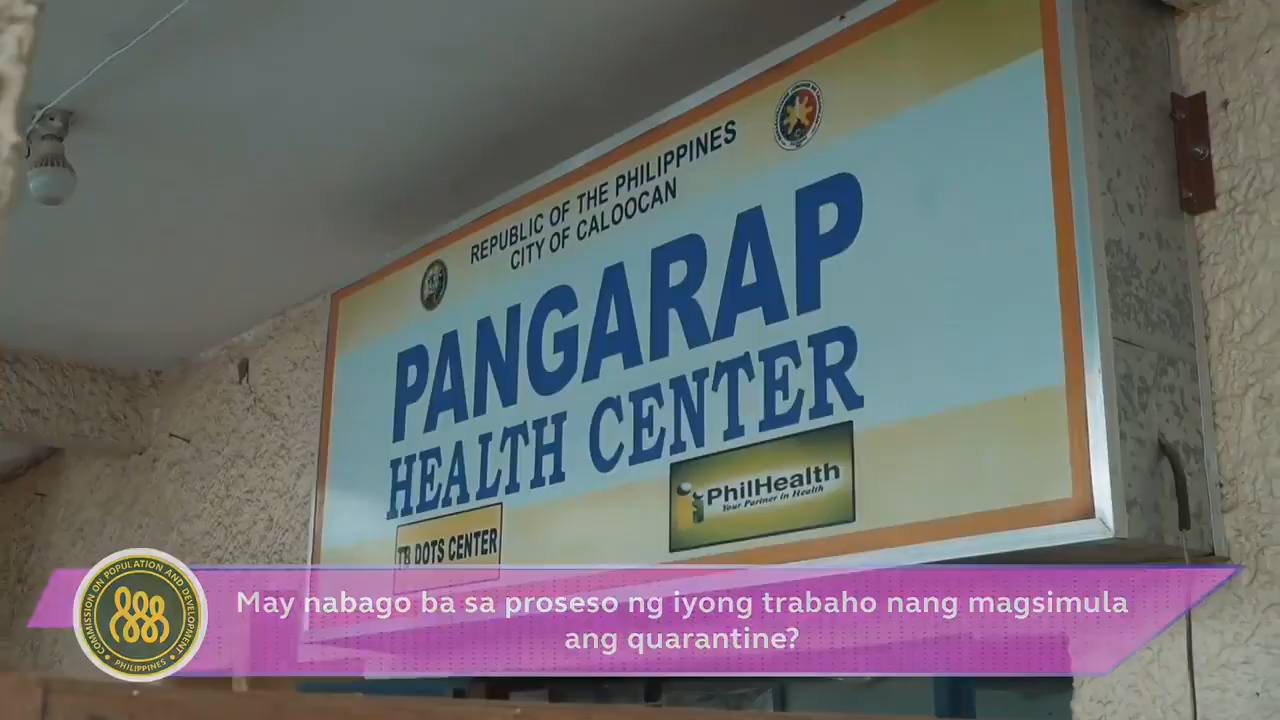 REPUBLIC OF THE PHILIPPINES
CITY OF CALOOCAN
PANGARAP
HEALTH CENTER
PhilHealth
Your Partner in Health
TB DOTS CENTER
COMMISSION ON POPULATION AND DEVELOPMENT
• PHILIPPINES •
May nabago ba sa proseso ng iyong trabaho nang magsimula
ang quarantine?